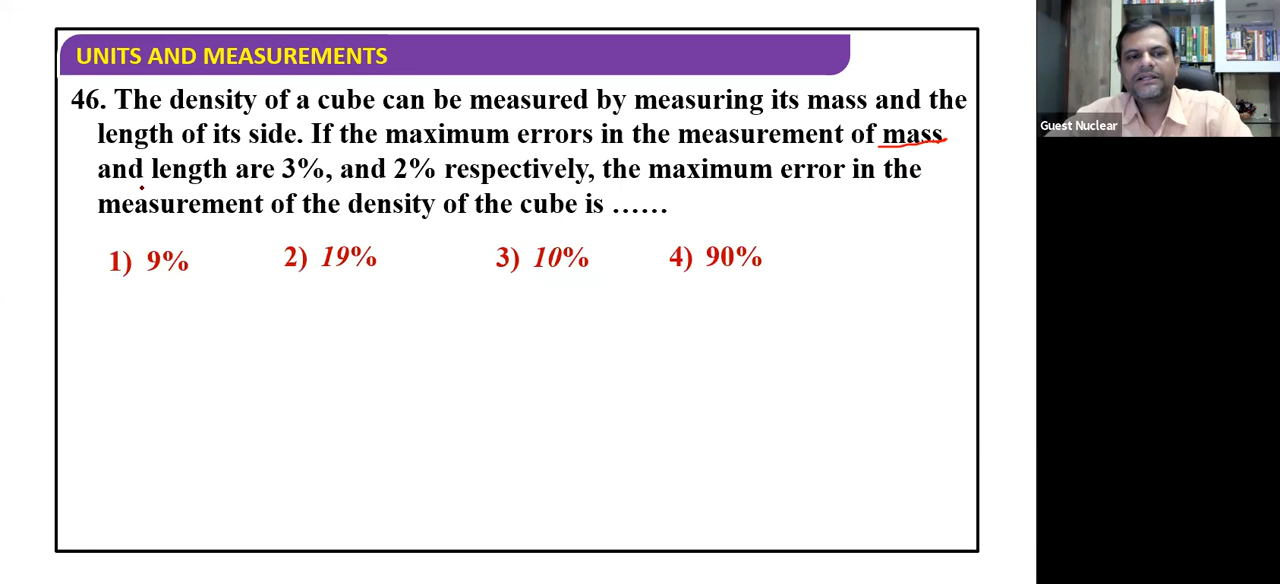 UNITS AND MEASUREMENTS
46. The density of a cube can be measured by measuring its mass and the
length of its side. If the maximum errors in the measurement of mass
and length are 3%, and 2% respectively, the maximum error in the
measurement of the density of the cube is ……
1) 9% 2) 19% 3) 10% 4) 90%
Guest Nuclear